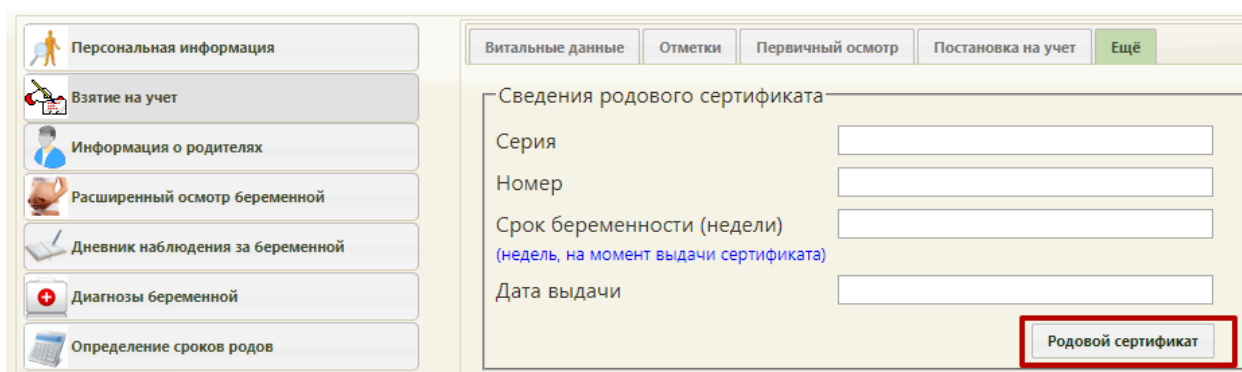 Персональная информация
Взятие на учет
Информация о родителях
Расширенный осмотр беременной
Дневник наблюдения за беременной
Диагнозы беременной
Определение сроков родов
Витальные данные
Отметки
Первичный осмотр
Постановка на учет
Ещё
Сведения родового сертификата
Серия
Номер
Срок беременности (недели)
(недель, на момент выдачи сертификата)
Дата выдачи
Родовой сертификат